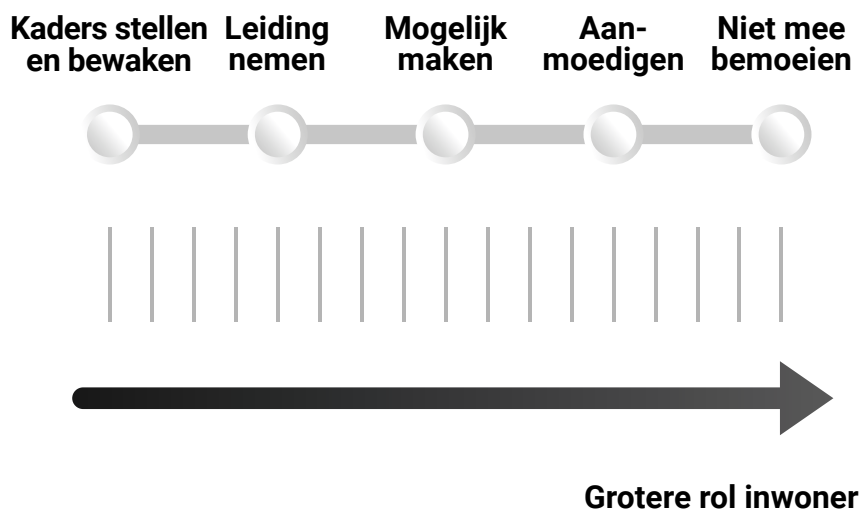 Kaders stellen
en bewaken
Leiding
nemen
Mogelijk
maken
Aan-
moedigen
Niet mee
bemoeien
Grotere rol inwoner